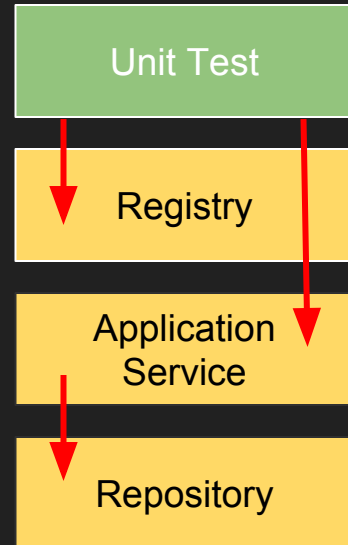 Unit Test
Registry
Application
Service
Repository